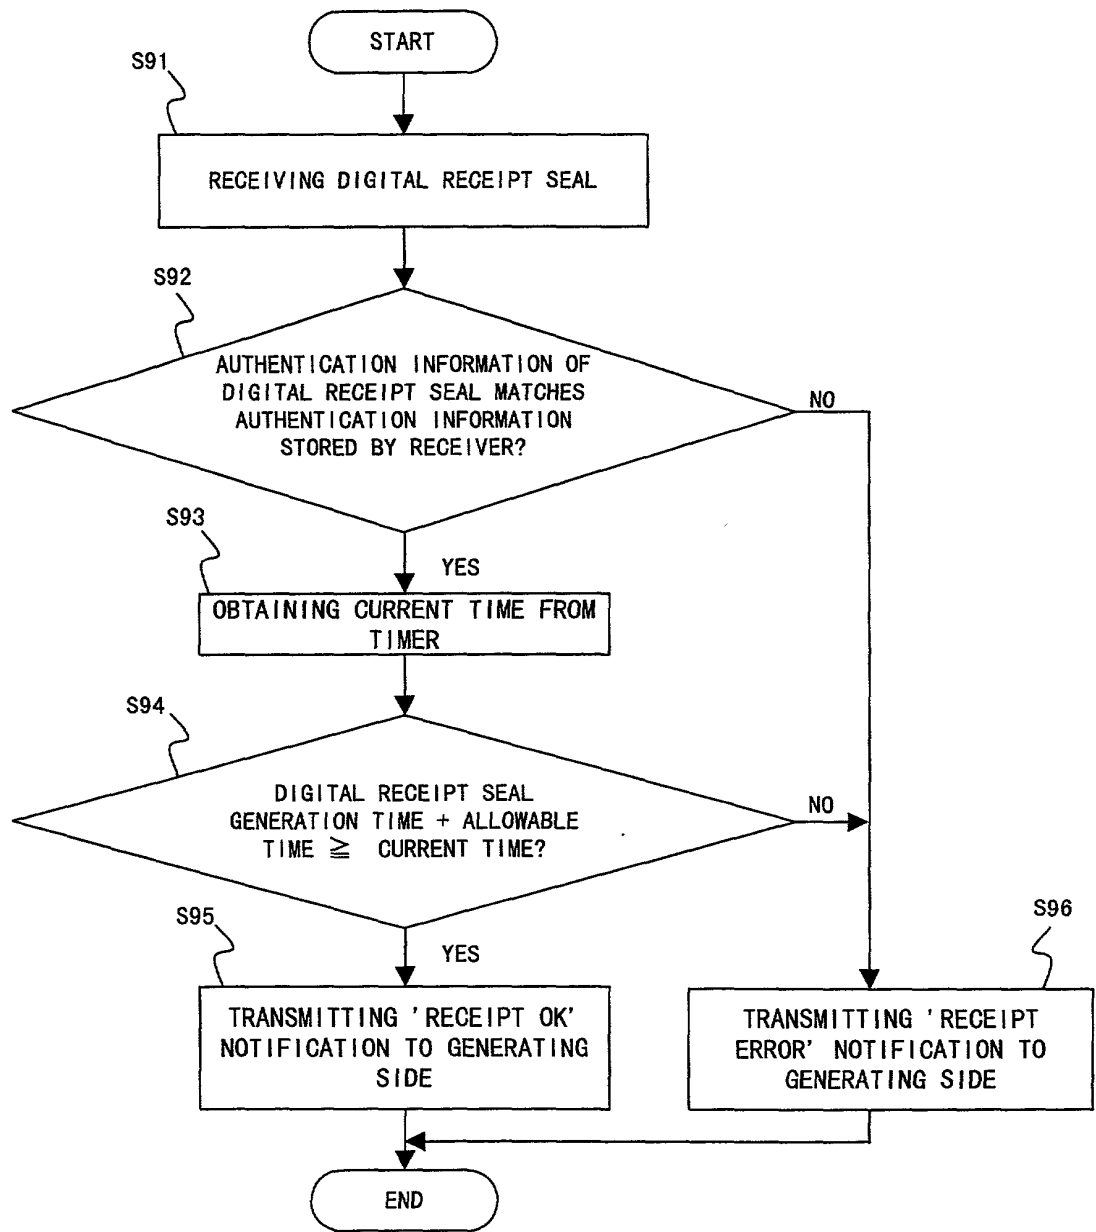 START
S91
RECEIVING DIGITAL RECEIPT SEAL
S92
AUTHENTICATION INFORMATION OF
DIGITAL RECEIPT SEAL MATCHES
AUTHENTICATION INFORMATION
STORED BY RECEIVER?
NO
S93
YES
OBTAINING CURRENT TIME FROM
TIMER
S94
DIGITAL RECEIPT SEAL
GENERATION TIME + ALLOWABLE
TIME ≧ CURRENT TIME?
NO
S95
YES
S96
TRANSMITTING 'RECEIPT OK'
NOTIFICATION TO GENERATING
SIDE
TRANSMITTING 'RECEIPT
ERROR' NOTIFICATION TO
GENERATING SIDE
END